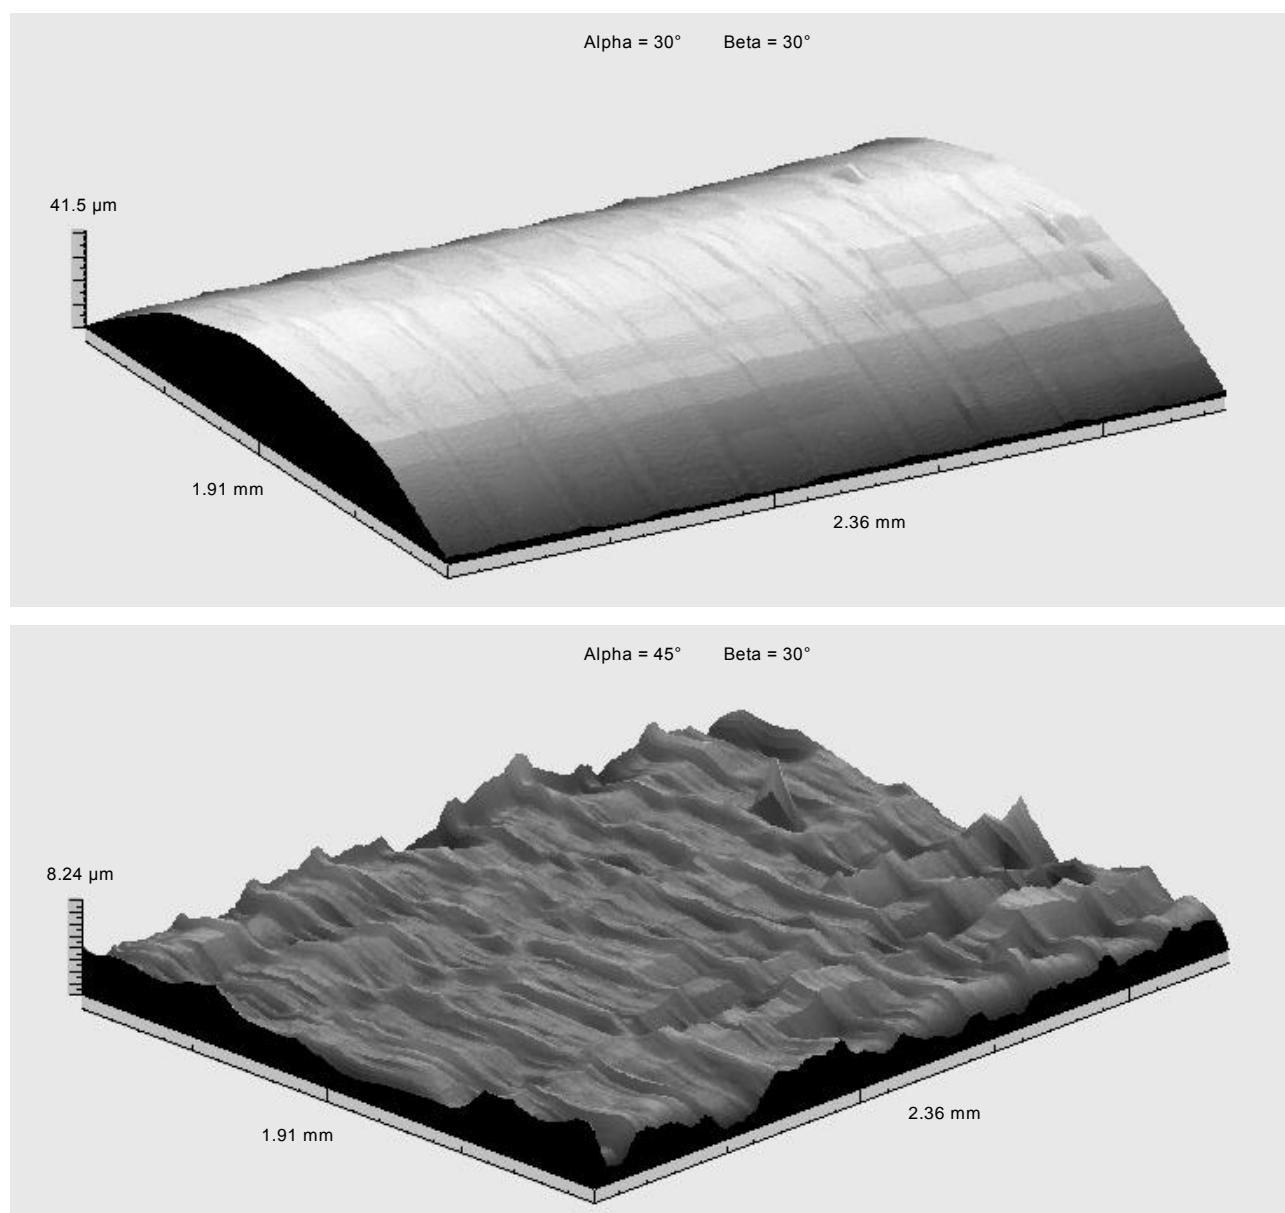 Alpha = 30° Beta = 30°
41.5 µm
1.91 mm
2.36 mm
Alpha = 45° Beta = 30°
8.24 µm
2.36 mm
1.91 mm